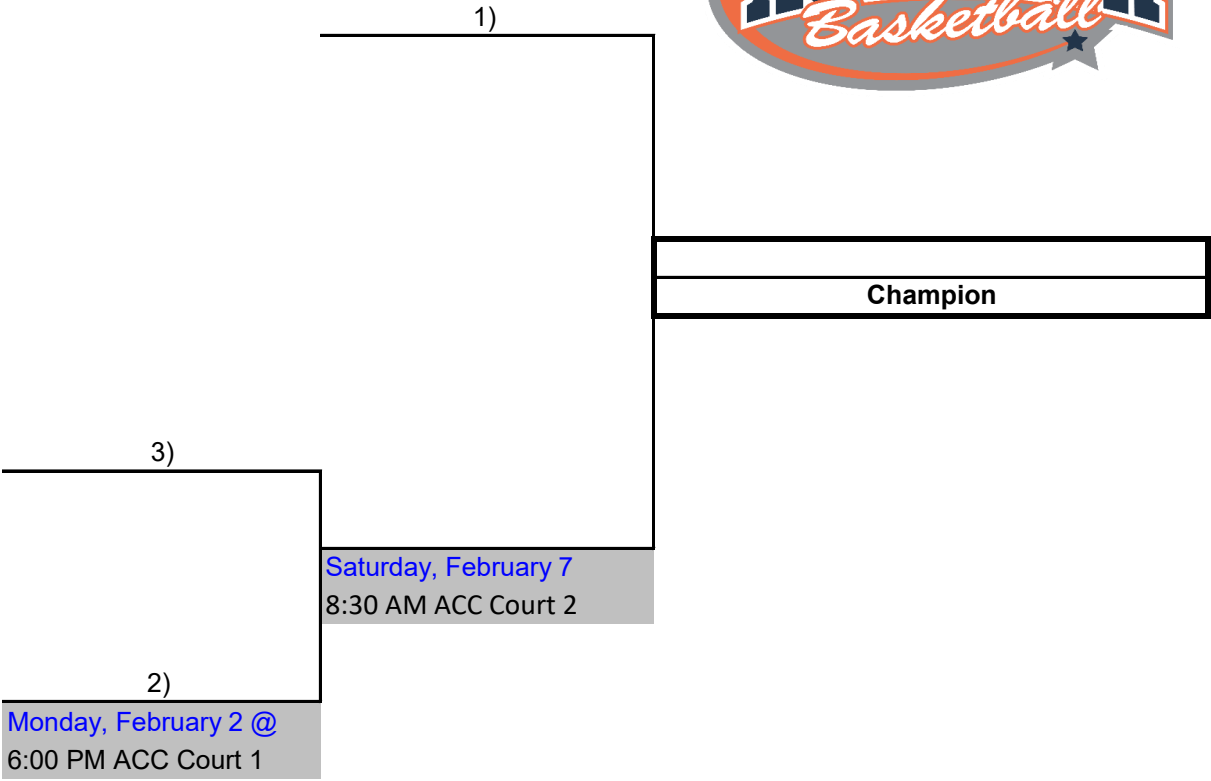 1)
Basketball
Champion
3)
Saturday, February 7
8:30 AM ACC Court 2
2)
Monday, February 2 @
6:00 PM ACC Court 1